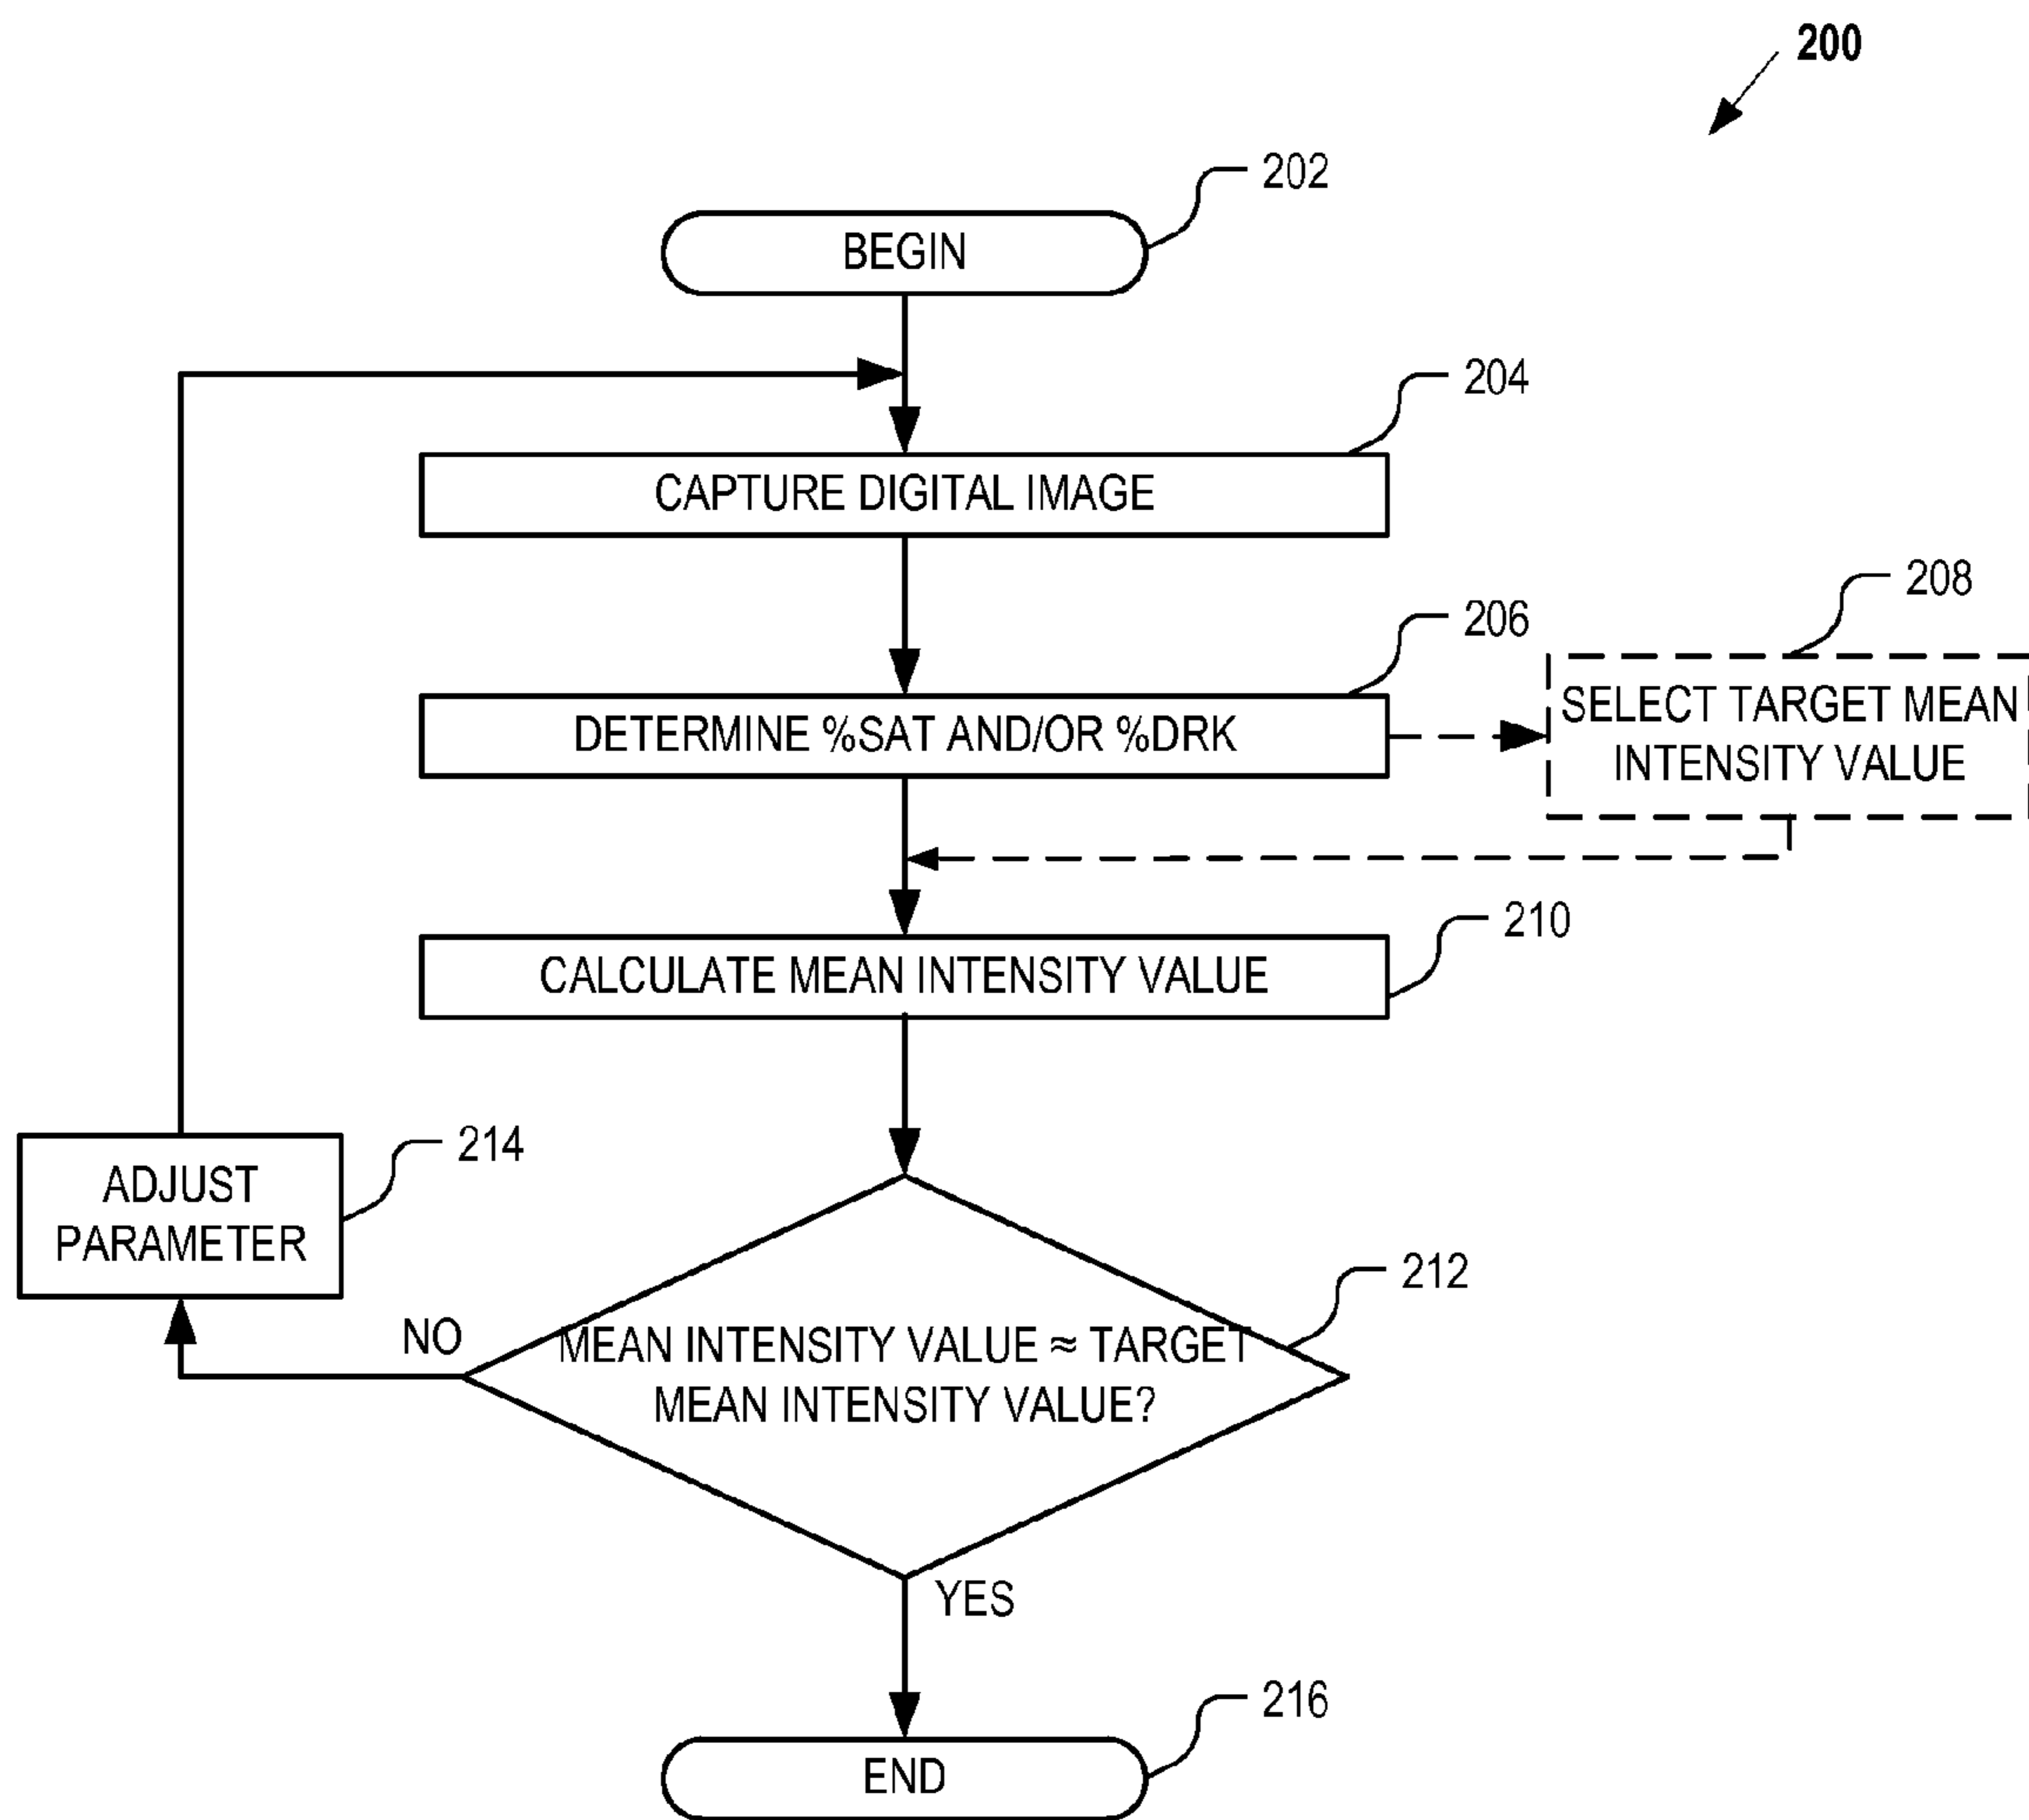 200
202
BEGIN
204
CAPTURE DIGITAL IMAGE
206
208
DETERMINE %SAT AND/OR %DRK
SELECT TARGET MEAN
INTENSITY VALUE
210
CALCULATE MEAN INTENSITY VALUE
214
ADJUST
PARAMETER
212
NO
MEAN INTENSITY VALUE ≈ TARGET
MEAN INTENSITY VALUE?
YES
216
END